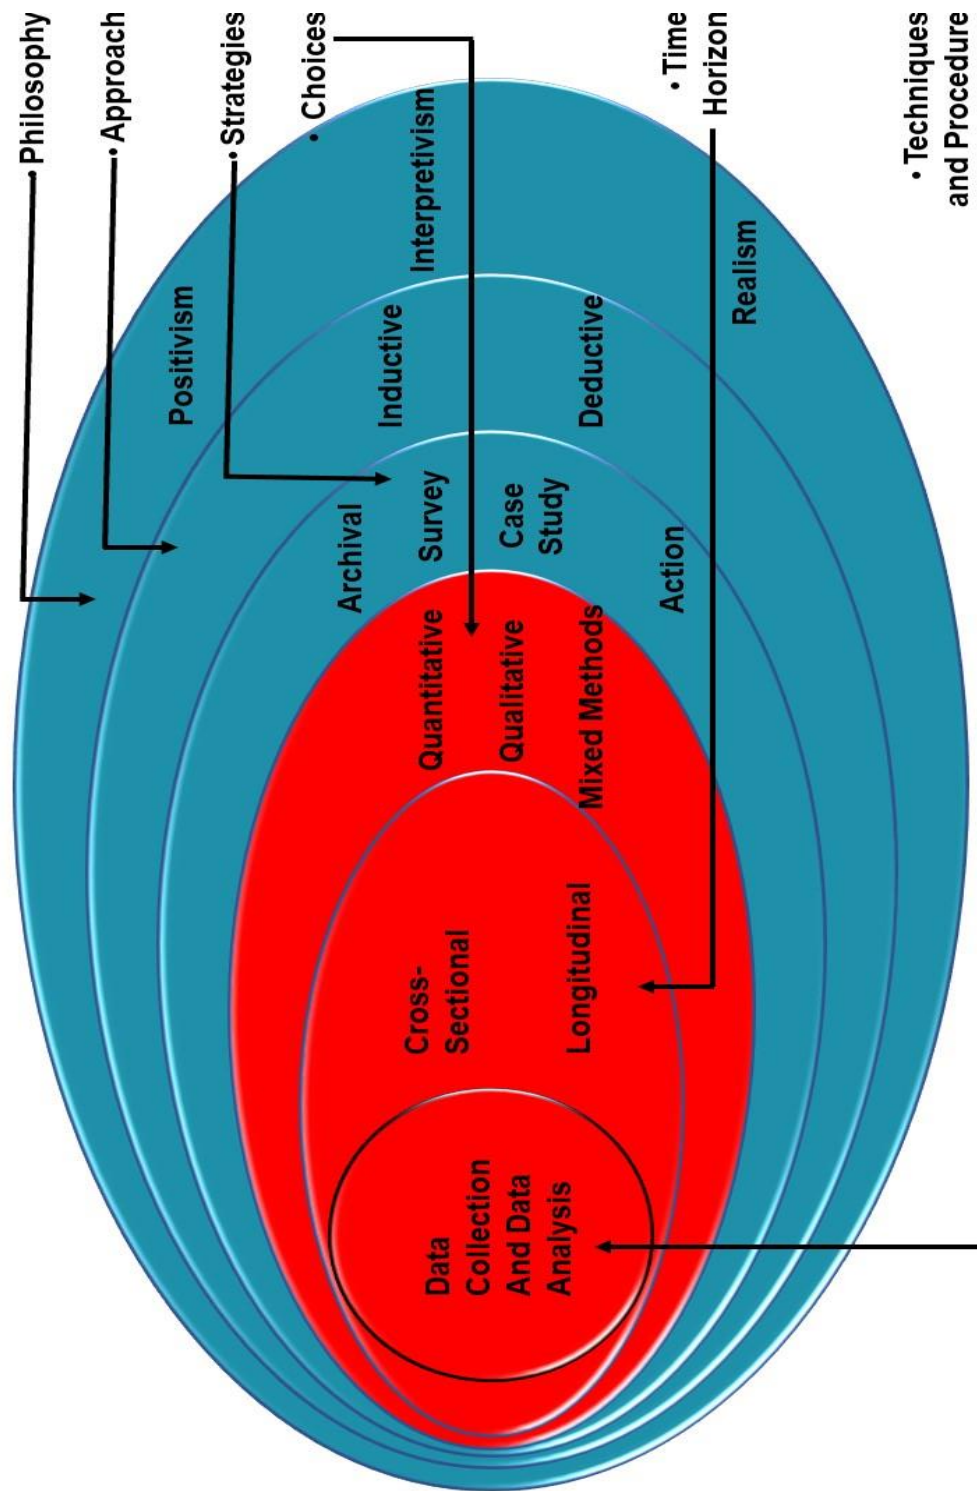 • Philosophy
• Approach
• Strategies
• Choices
• Time
Horizon
• Techniques
and Procedure
Positivism
Interpretivism
Realism
Inductive
Deductive
Archival
Survey
Case
Study
Action
Quantitative
Qualitative
Mixed Methods
Cross-
Sectional
Longitudinal
Data
Collection
And Data
Analysis